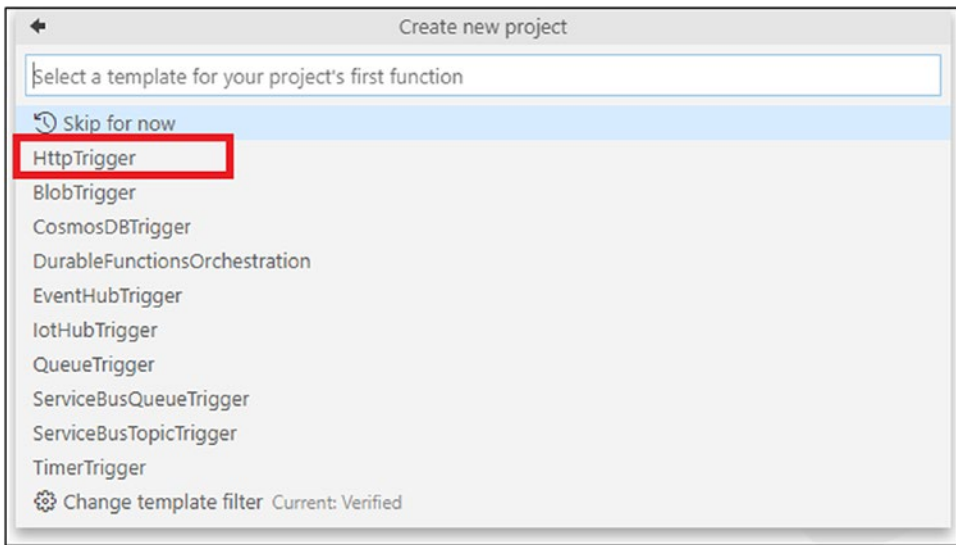 Create new project
Select a template for your project's first function
Skip for now
HttpTrigger
BlobTrigger
CosmosDBTrigger
DurableFunctionsOrchestration
EventHubTrigger
IotHubTrigger
QueueTrigger
ServiceBusQueueTrigger
ServiceBusTopicTrigger
TimerTrigger
Change template filter Current: Verified